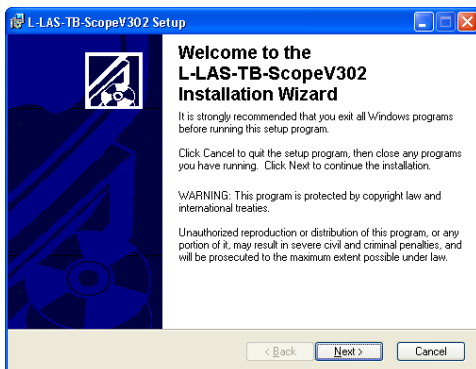 L-LAS-TB-ScopeV302 Setup
Welcome to the
L-LAS-TB-ScopeV302
Installation Wizard
It is strongly recommended that you exit all Windows programs
before running this setup program.
Click Cancel to quit the setup program, then close any programs
you have running. Click Next to continue the installation.
WARNING: This program is protected by copyright law and
international treaties.
Unauthorized reproduction or distribution of this program, or any
portion of it, may result in severe civil and criminal penalties, and
will be prosecuted to the maximum extent possible under law.
< Back Next > Cancel